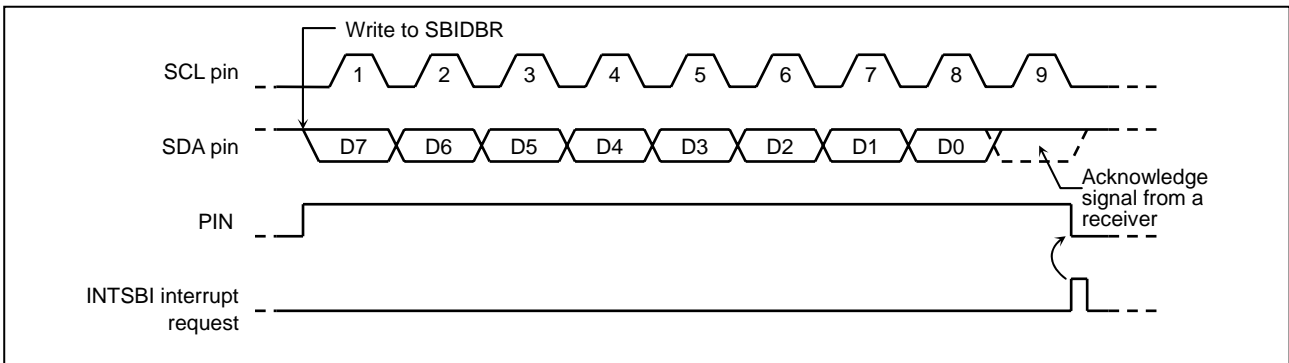 Write to SBIDBR
SCL pin
1 2 3 4 5 6 7 8 9
SDA pin
D7 D6 D5 D4 D3 D2 D1 D0
Acknowledge
signal from a
receiver
PIN
INTSBI interrupt
request